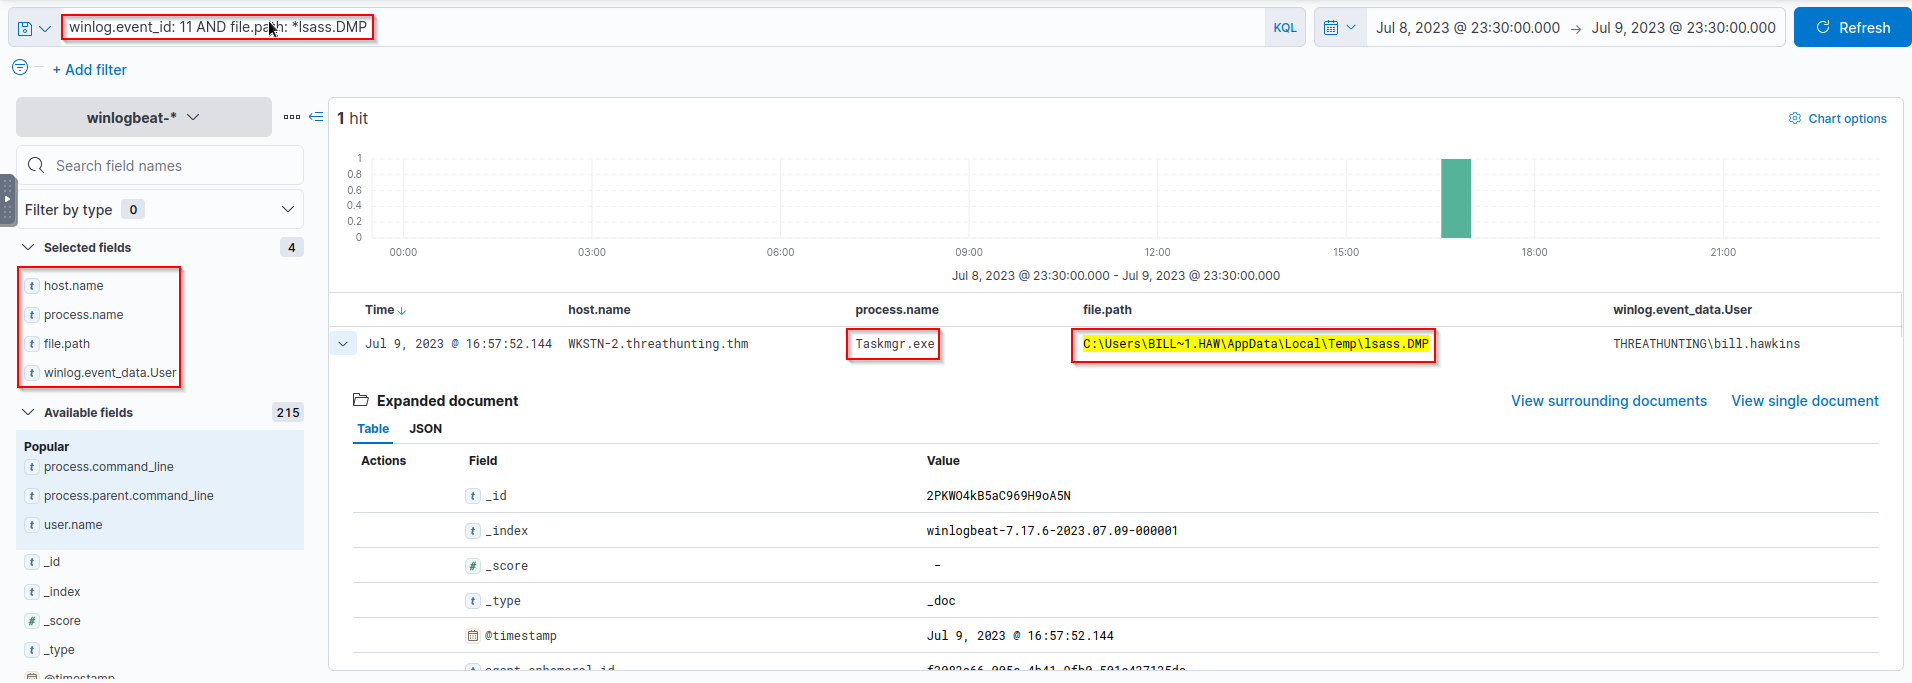 winlog.event_id: 11 AND file.path: *lsass.DMP
KQL
Jul 8, 2023 @ 23:30:00.000 → Jul 9, 2023 @ 23:30:00.000
Refresh
+ Add filter
winlogbeat-*
Search field names
Filter by type 0
Selected fields 4
host.name
process.name
file.path
winlog.event_data.User
Available fields 215
Popular
process.command_line
process.parent.command_line
user.name
_id
_index
_score
_type
@timestamp
1 hit
Chart options
1
0.8
0.6
0.4
0.2
0
00:00 03:00 06:00 09:00 12:00 15:00 18:00 21:00
Jul 8, 2023 @ 23:30:00.000 - Jul 9, 2023 @ 23:30:00.000
Time ↓ host.name process.name file.path winlog.event_data.User
Jul 9, 2023 @ 16:57:52.144 WKSTN-2.threathunting.thm Taskmgr.exe C:\Users\BILL~1.HAW\AppData\Local\Temp\lsass.DMP THREATHUNTING\bill.hawkins
Expanded document
View surrounding documents View single document
Table JSON
Actions Field Value
t _id 2PKWO4kB5aC969H9oA5N
t _index winlogbeat-7.17.6-2023.07.09-000001
# _score -
t _type _doc
@timestamp Jul 9, 2023 @ 16:57:52.144